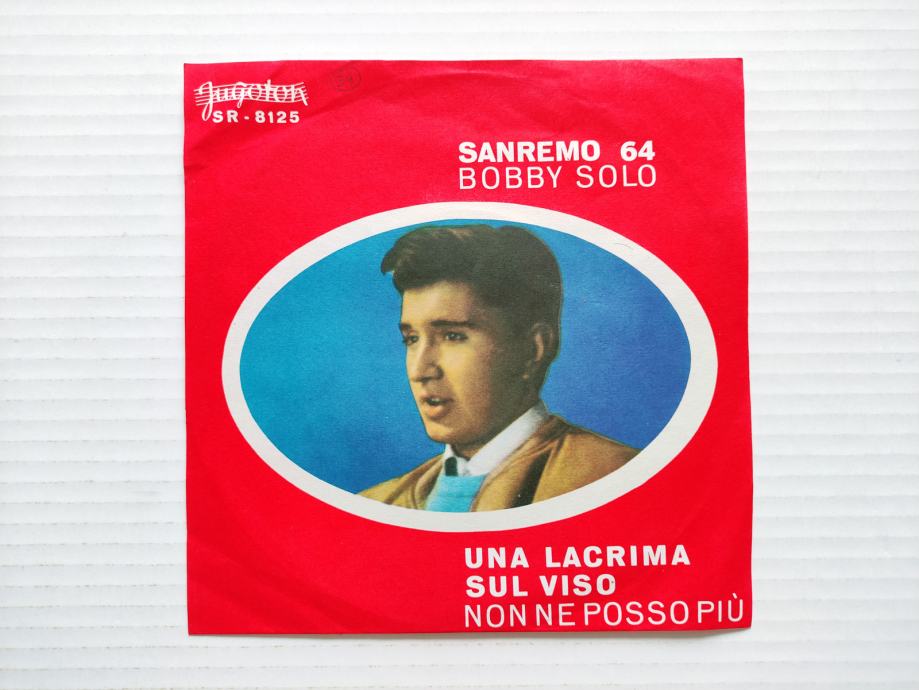 Jugoton
SR-8125
SANREMO 64
BOBBY SOLO
UNA LACRIMA
SUL VISO
NON NE POSSO PIÙ